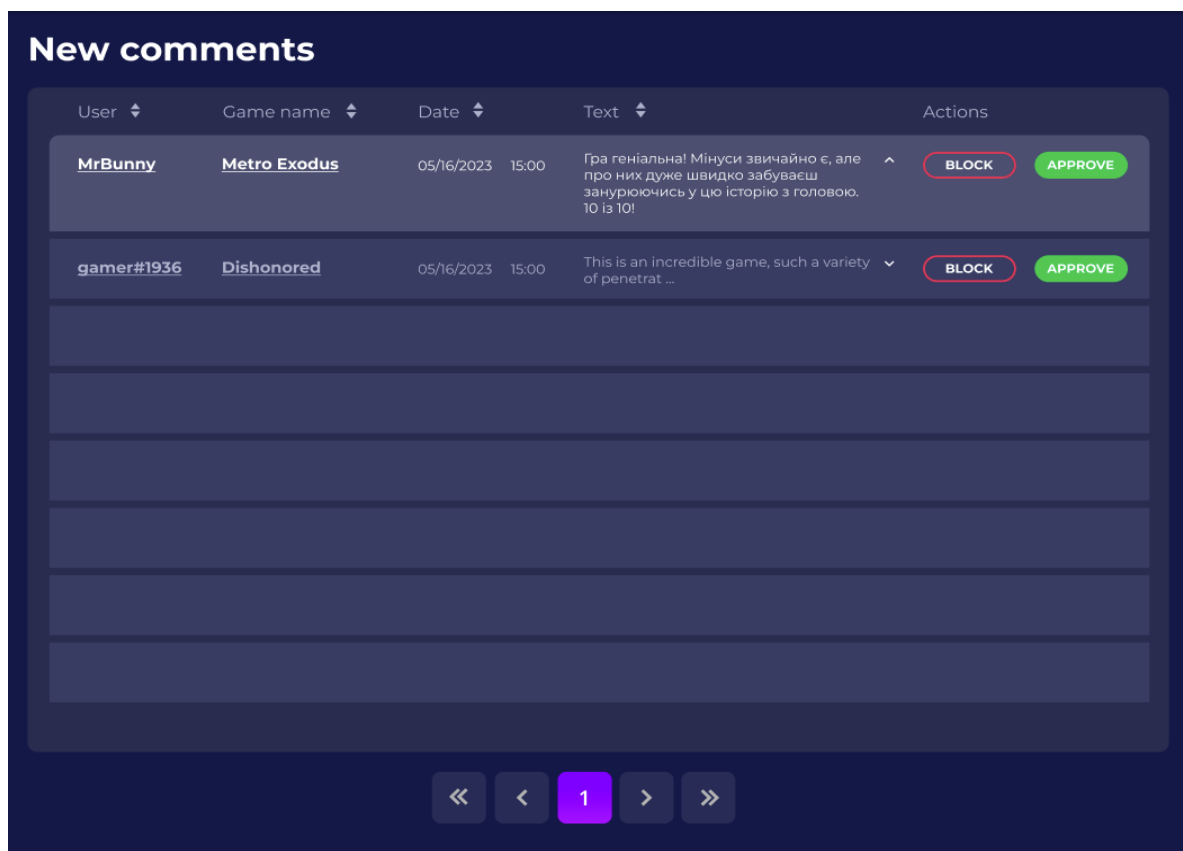 New comments
User Game name Date Text Actions
MrBunny Metro Exodus 05/16/2023 15:00 Гра геніальна! Мінуси звичайно є, але BLOCK APPROVE
про них дуже швидко забуваєш
занурюючись у цю історію з головою.
10 із 10!
gamer#1936 Dishonored 05/16/2023 15:00 This is an incredible game, such a variety BLOCK APPROVE
of penetrat ...
« < 1 > »